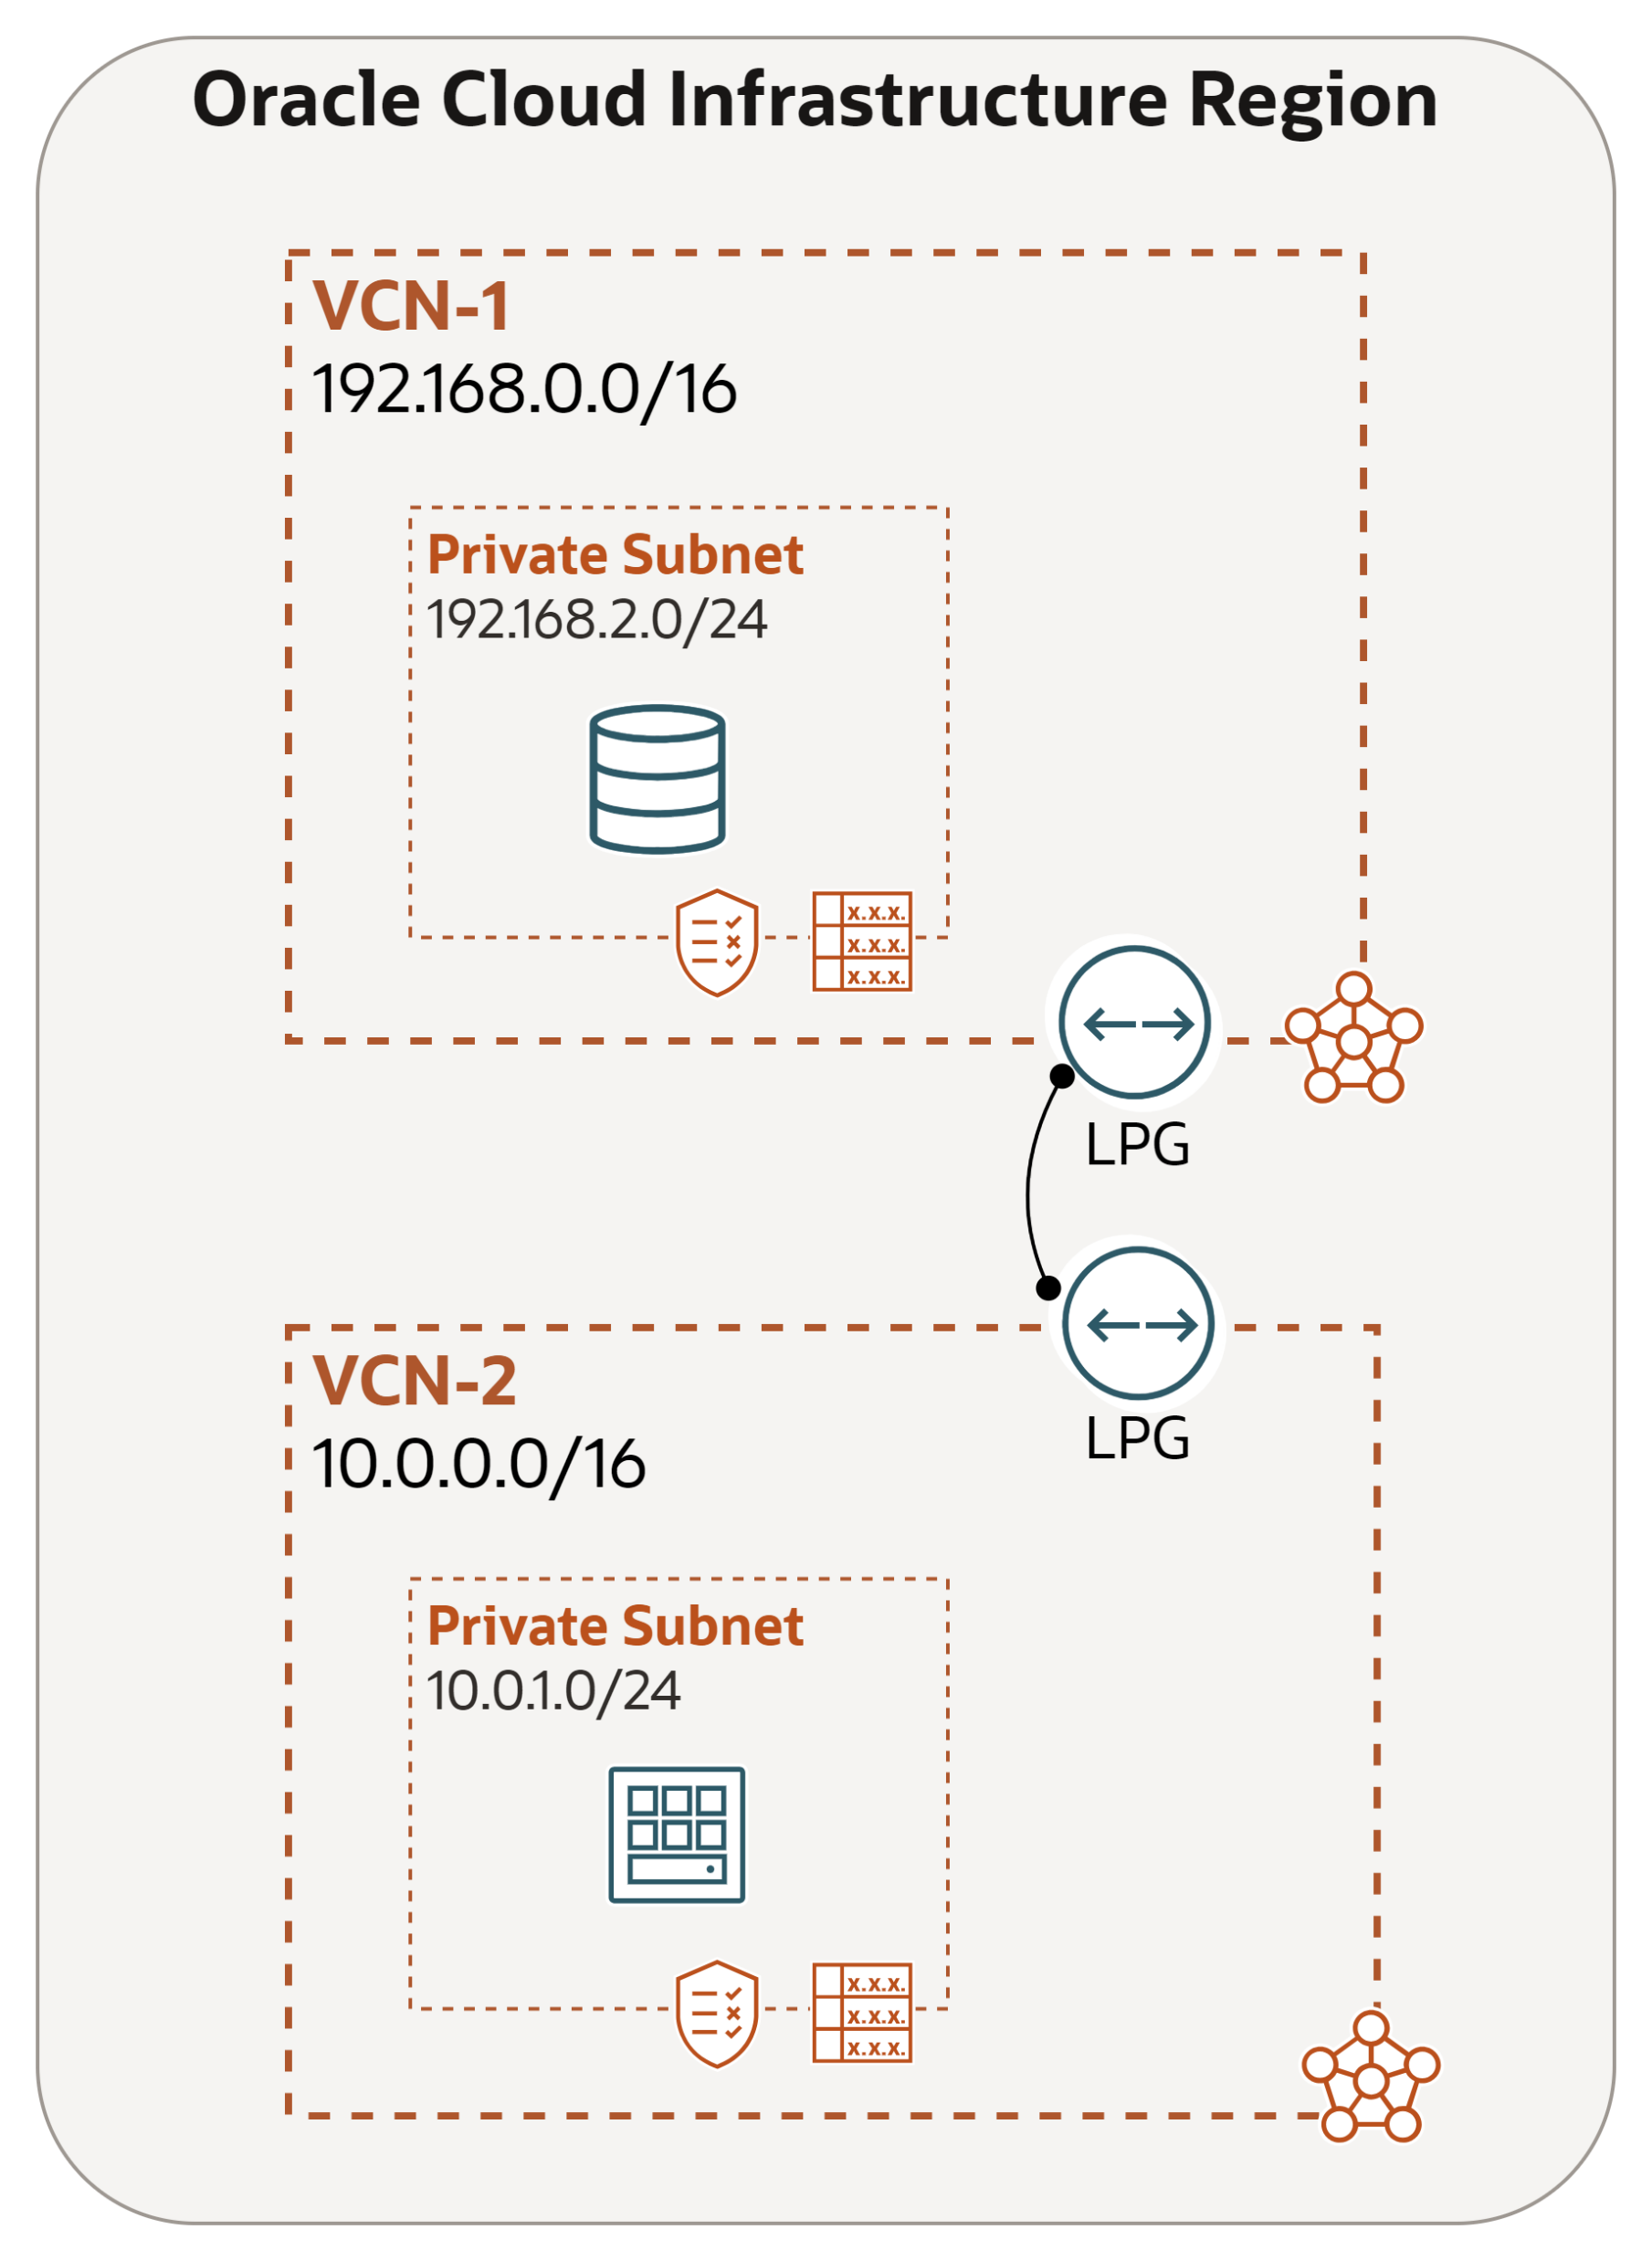 Oracle Cloud Infrastructure Region
VCN-1
192.168.0.0/16
Private Subnet
192.168.2.0/24
x.x.x.
x.x.x.
x.x.x.
LPG
LPG
VCN-2
10.0.0.0/16
Private Subnet
10.0.1.0/24
x.x.x.
x.x.x.
x.x.x.